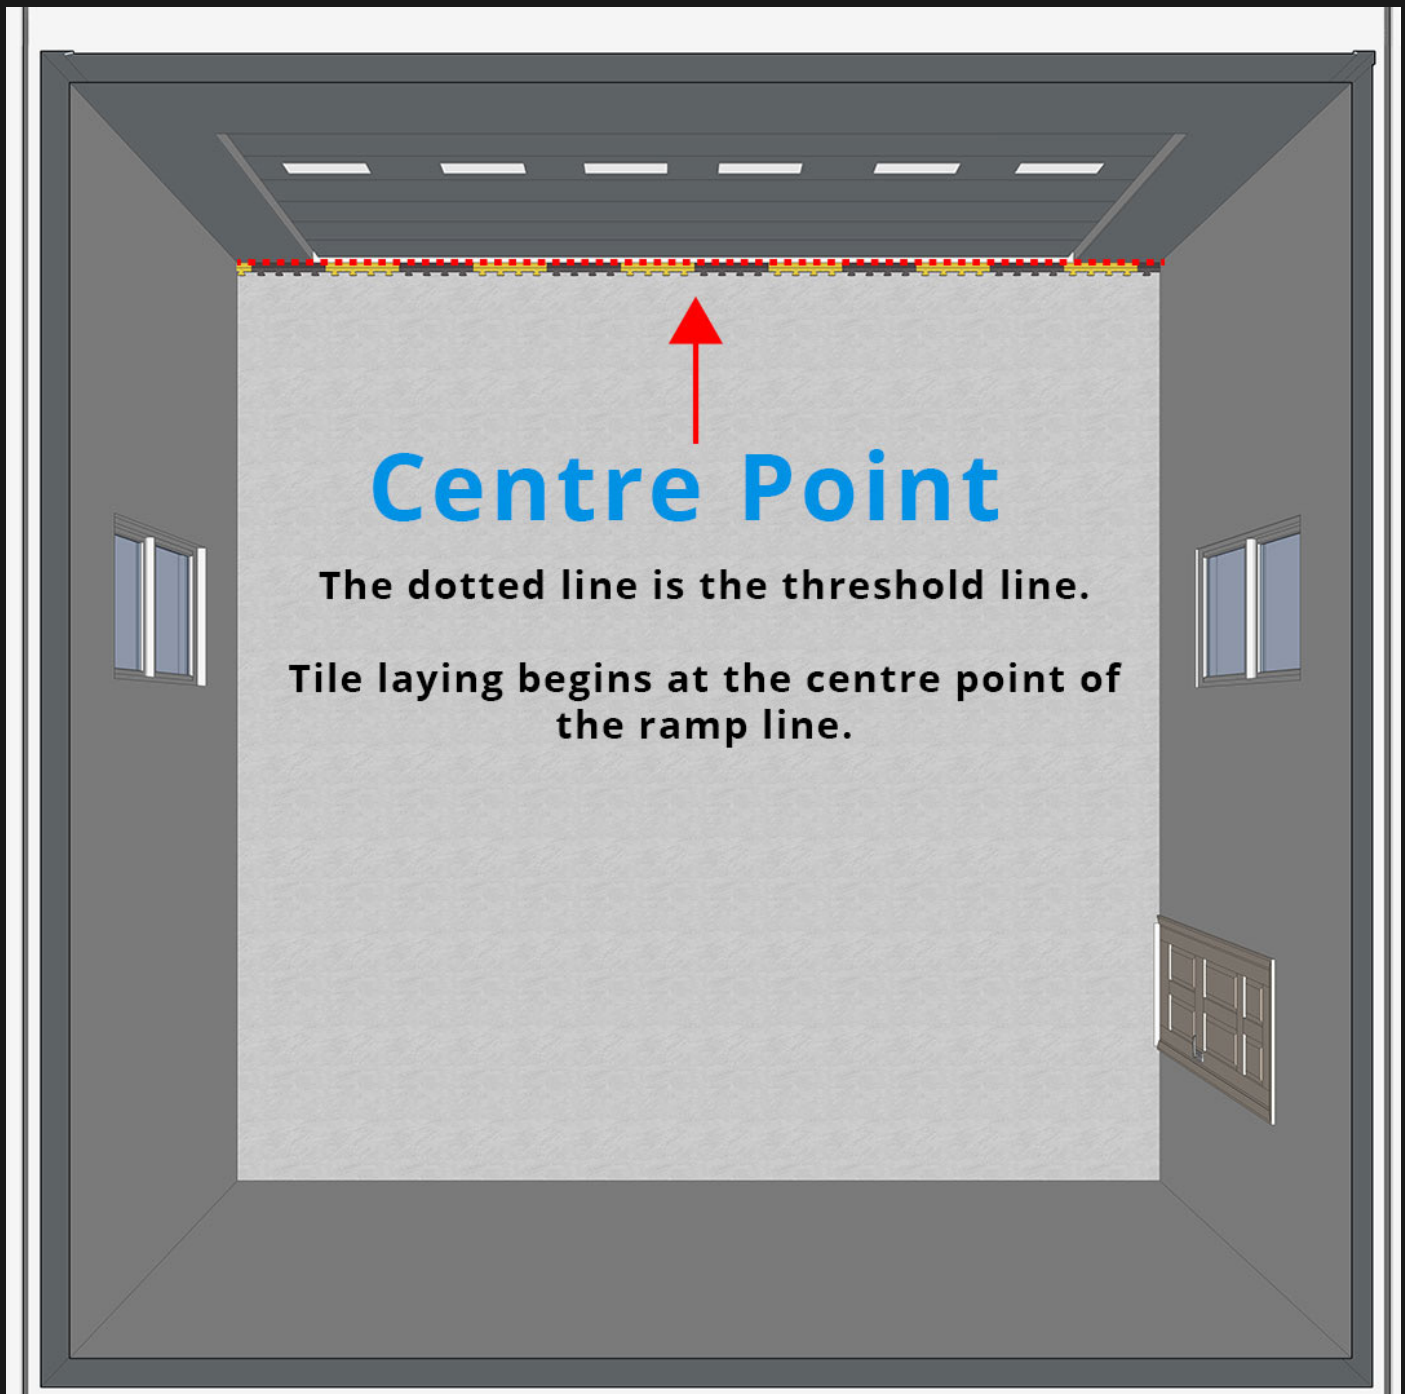 Centre Point
The dotted line is the threshold line.
Tile laying begins at the centre point of
the ramp line.